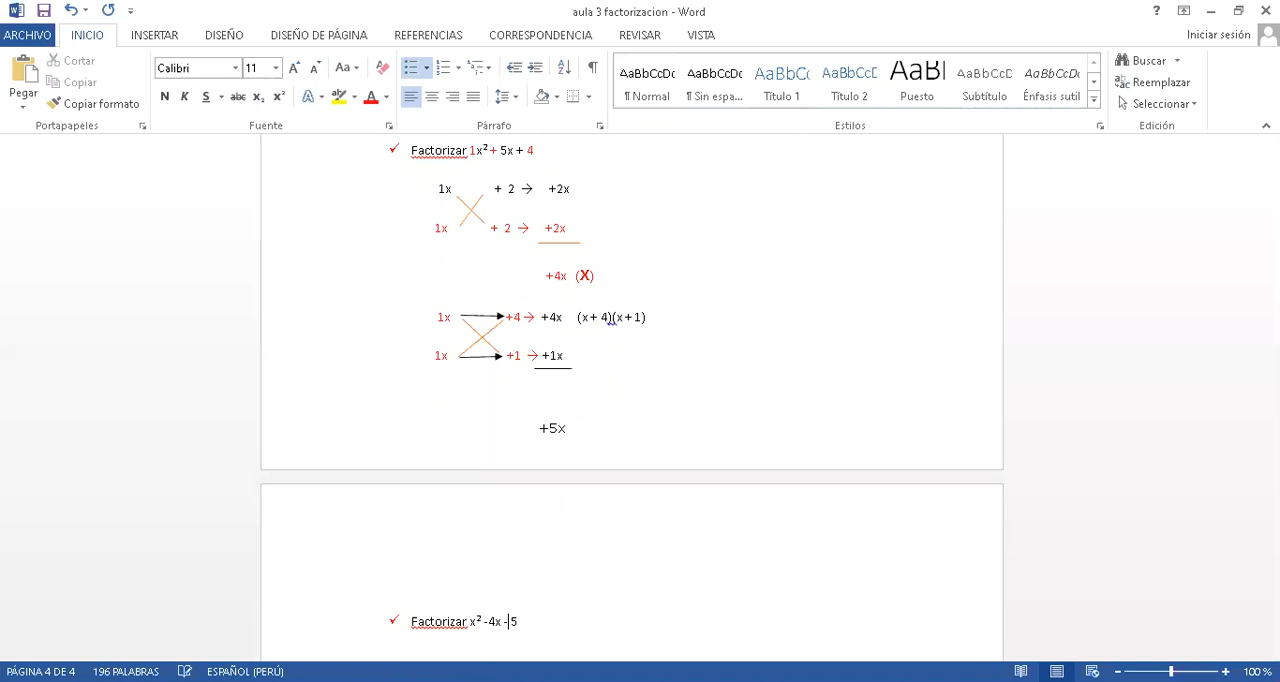 aula 3 factorizacion - Word
ARCHIVO INICIO INSERTAR DISEÑO DISEÑO DE PÁGINA REFERENCIAS CORRESPONDENCIA REVISAR VISTA Iniciar sesión
Cortar
Copiar
Copiar formato
Pegar
Portapapeles
Calibri 11
Fuente
Párrafo
AaBbCcDc AaBbCcDc AaBbCc AaBbCcD AaBl AaBbCcD AaBbCcDc
¶ Normal ¶ Sin espa... Título 1 Título 2 Puesto Subtítulo Énfasis sutil
Estilos
Buscar
Reemplazar
Seleccionar
Edición
✓ Factorizar 1x² + 5x + 4
1x + 2 → +2x
1x + 2 → +2x
+4x (X)
1x +4 → +4x (x + 4)(x + 1)
1x +1 → +1x
+5x
✓ Factorizar x² -4x -5
PÁGINA 4 DE 4 196 PALABRAS ESPAÑOL (PERÚ) 100 %